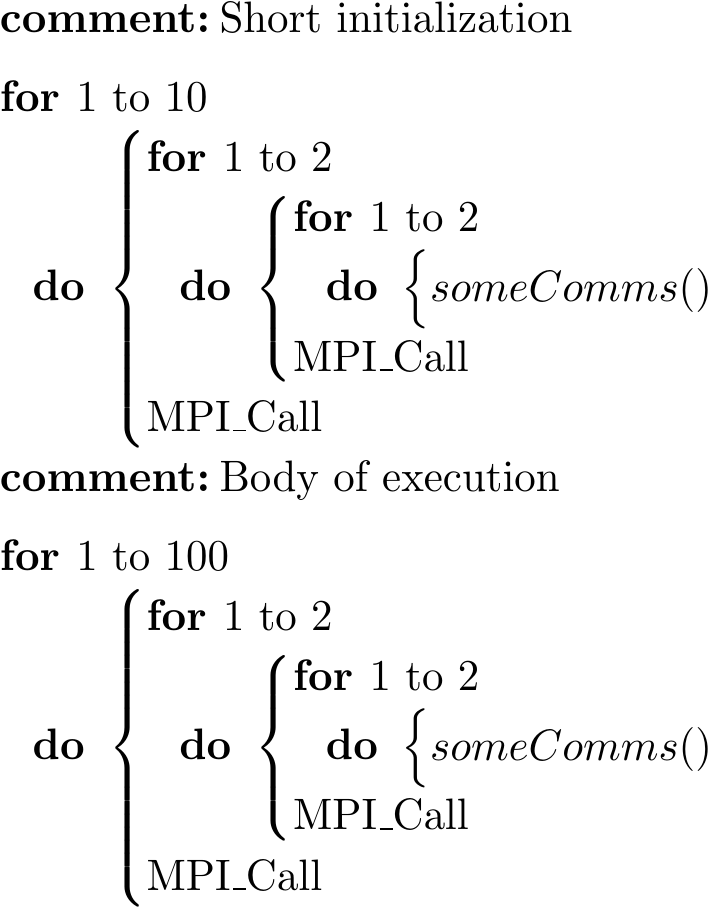 comment: Short initialization
for 1 to 10
for 1 to 2
for 1 to 2
do do do someComms()
MPI_Call
MPI_Call
comment: Body of execution
for 1 to 100
for 1 to 2
for 1 to 2
do do do someComms()
MPI_Call
MPI_Call